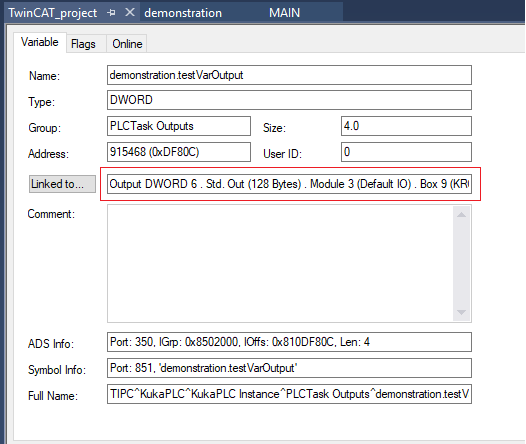 TwinCAT_project demonstration MAIN
Variable Flags Online
Name: demonstration.testVarOutput
Type: DWORD
Group: PLCTask Outputs Size: 4.0
Address: 915468 (0xDF80C) User ID: 0
Linked to... Output DWORD 6 . Std. Out (128 Bytes) . Module 3 (Default IO) . Box 9 (KR
Comment:
ADS Info: Port: 350, IGrp: 0x8502000, IOffs: 0x810DF80C, Len: 4
Symbol Info: Port: 851, 'demonstration.testVarOutput'
Full Name: TIPC^KukaPLC^KukaPLC Instance^PLCTask Outputs^demonstration.testV